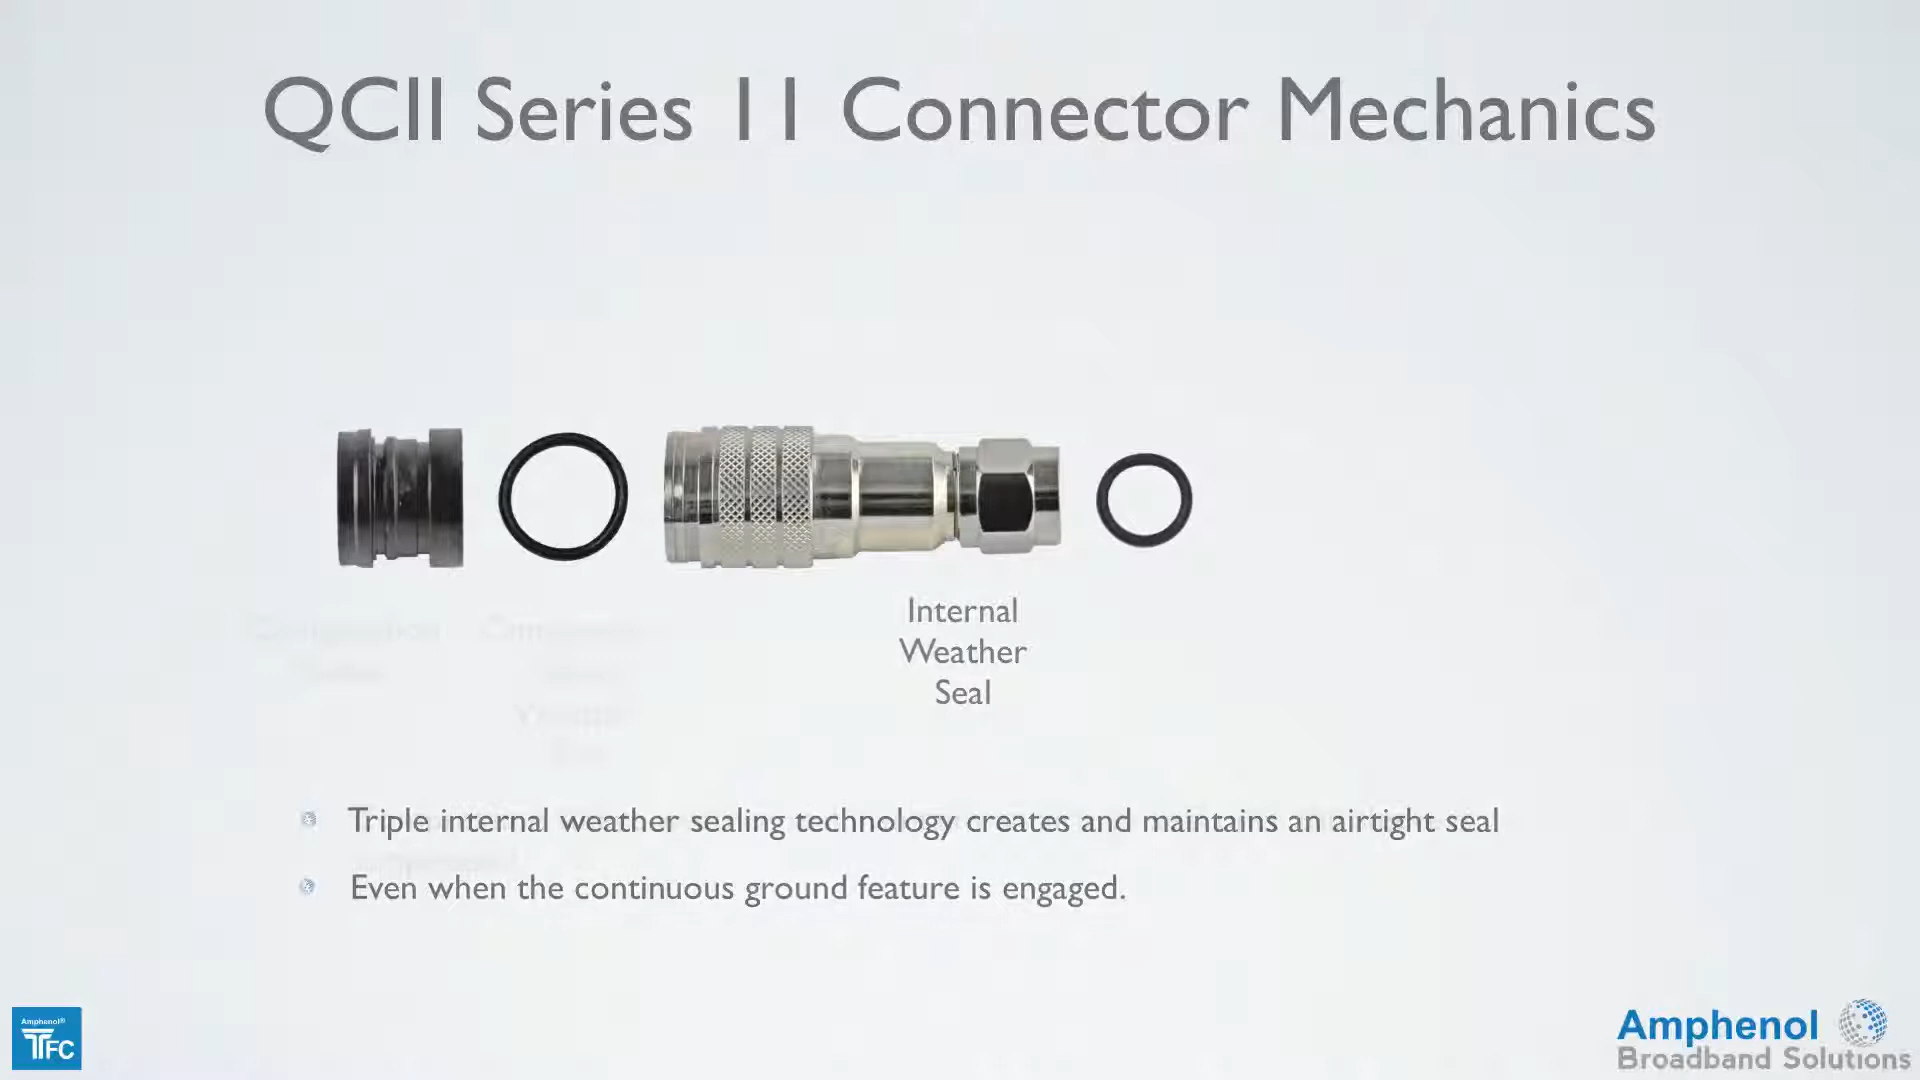 QCII Series 11 Connector Mechanics
Internal
Weather
Seal
Triple internal weather sealing technology creates and maintains an airtight seal
Even when the continuous ground feature is engaged.
Amphenol®
TFC
Amphenol
Broadband Solutions